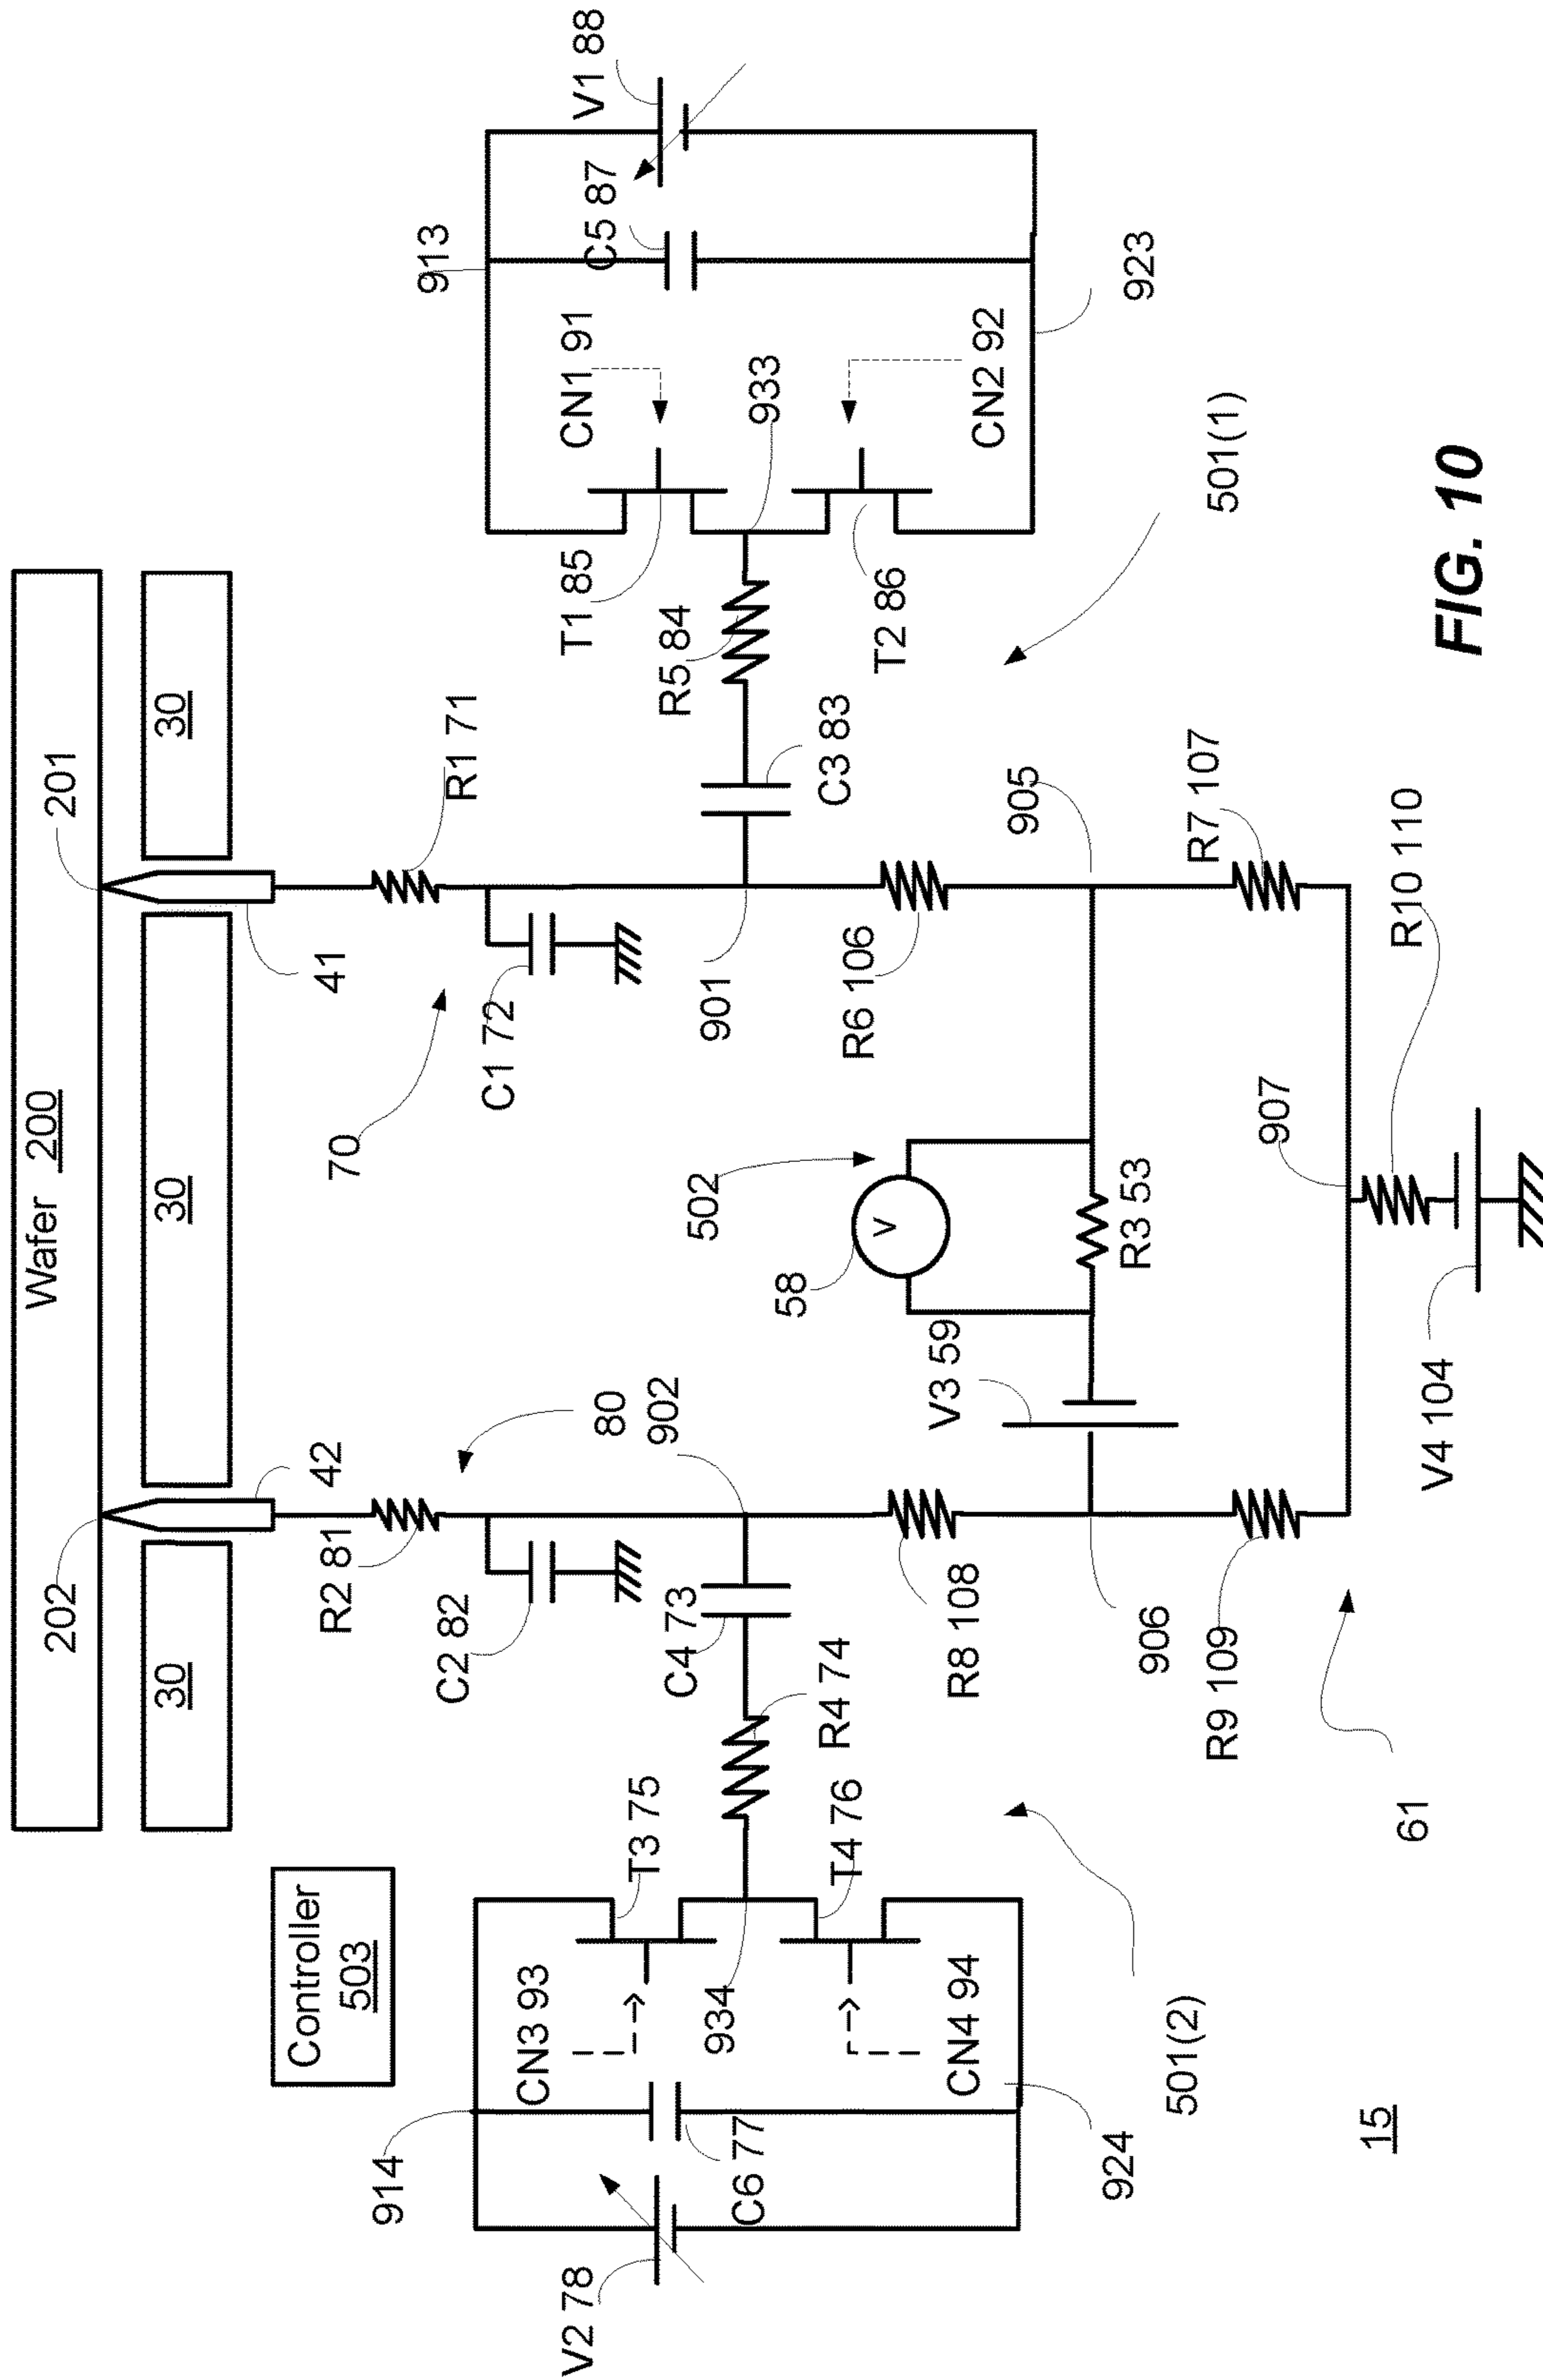 Wafer 200
202
201
30
30
30
Controller
503
42
41
R2 81
R1 71
70
80
C2 82
C1 72
902
901
C4 73
C3 83
R4 74
R5 84
T3 75
T4 76
T1 85
T2 86
914
913
CN3 93
CN4 94
CN1 91
CN2 92
934
933
C6 77
C5 87
V2 78
V1 88
924
923
501(2)
501(1)
R8 108
R6 106
502
58
V
V3 59
R3 53
906
905
R9 109
R7 107
907
R10 110
V4 104
61
15
FIG. 10